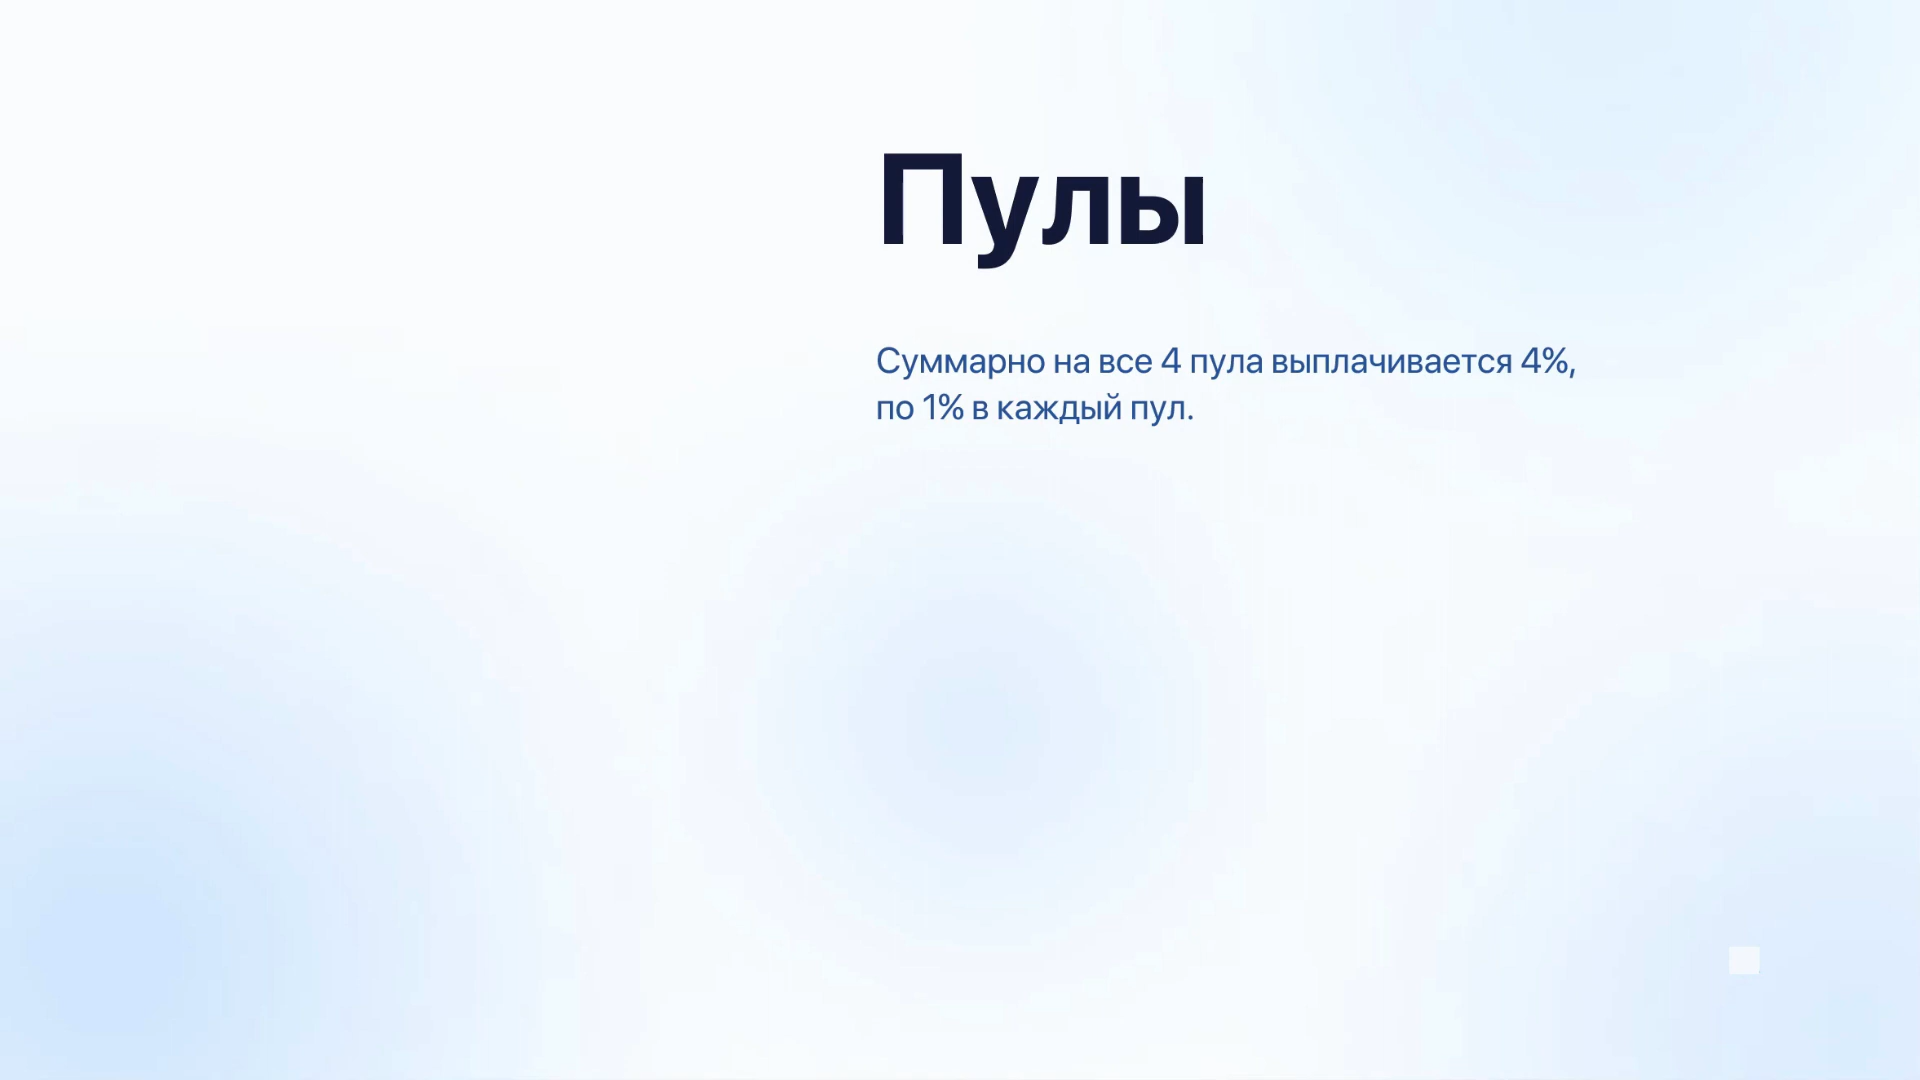 Пулы
Суммарно на все 4 пула выплачивается 4%,
по 1% в каждый пул.